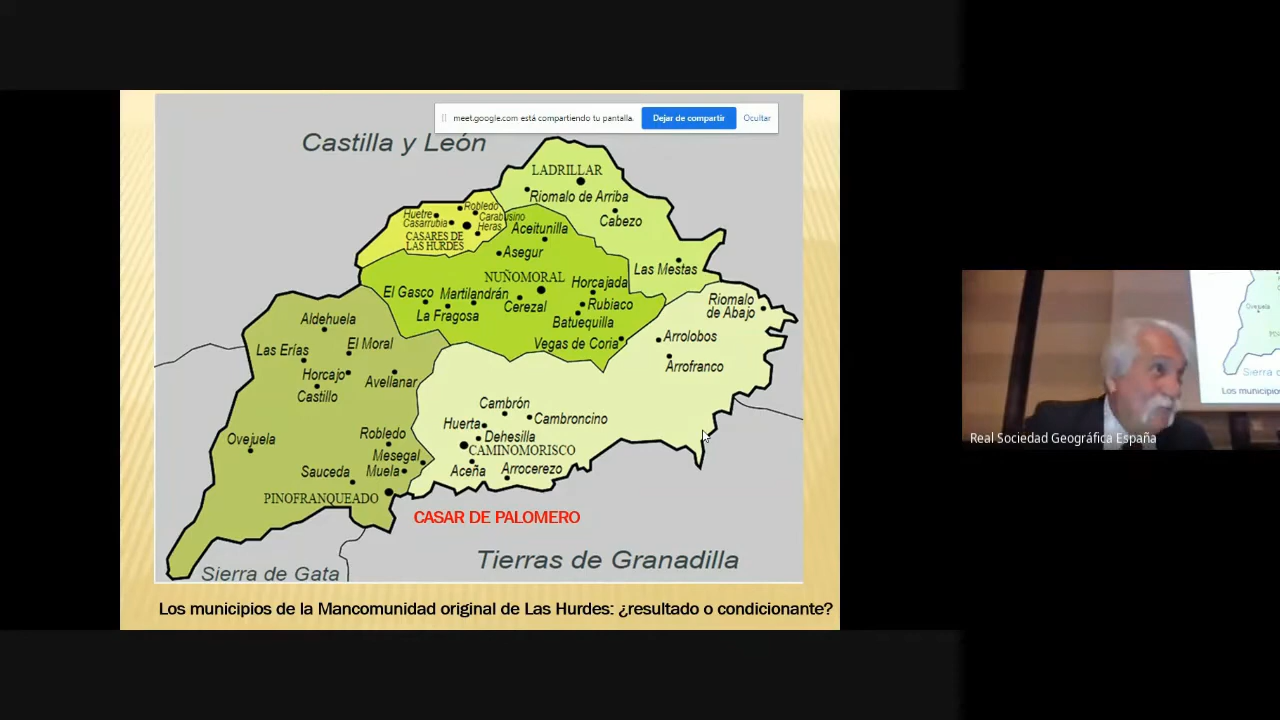 meet.google.com está compartiendo tu pantalla.
Dejar de compartir
Ocultar
Castilla y León
LADRILLAR
Riomalo de Arriba
Cabezo
Las Mestas
Robledo
Huetre
Carabusino
Casarrubia
Heras
CASARES DE
LAS HURDES
Aceitunilla
Asegur
NUÑOMORAL
Horcajada
El Gasco
Martilandrán
Cerezal
Rubiaco
La Fragosa
Batuequilla
Vegas de Coria
Riomalo
de Abajo
Arrolobos
Arrofranco
Aldehuela
Las Erías
El Moral
Horcajo
Avellanar
Castillo
Ovejuela
Robledo
Mesegal
Sauceda
Muela
PINOFRANQUEADO
Cambrón
Cambroncino
Huerta
Dehesilla
CAMINOMORISCO
Aceña
Arrocerezo
CASAR DE PALOMERO
Tierras de Granadilla
Sierra de Gata
Los municipios de la Mancomunidad original de Las Hurdes: ¿resultado o condicionante?
Ovejuela
Sierra d
Los municipios
Real Sociedad Geográfica España